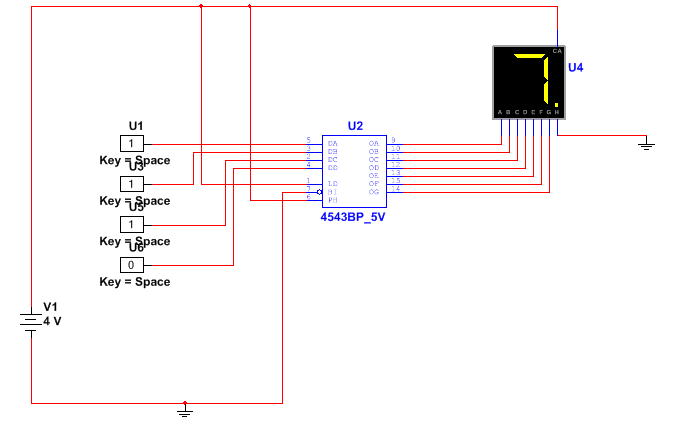 CA
U4
A B C D E F G H
U1
1
Key = Space
U3
1
Key = Space
U5
1
Key = Space
U6
0
Key = Space
U2
5 DA OA 9
3 DB OB 10
2 DC OC 11
4 DD OD 12
OE 13
1 LD OF 15
7 BI OG 14
6 PH
4543BP_5V
V1
4 V